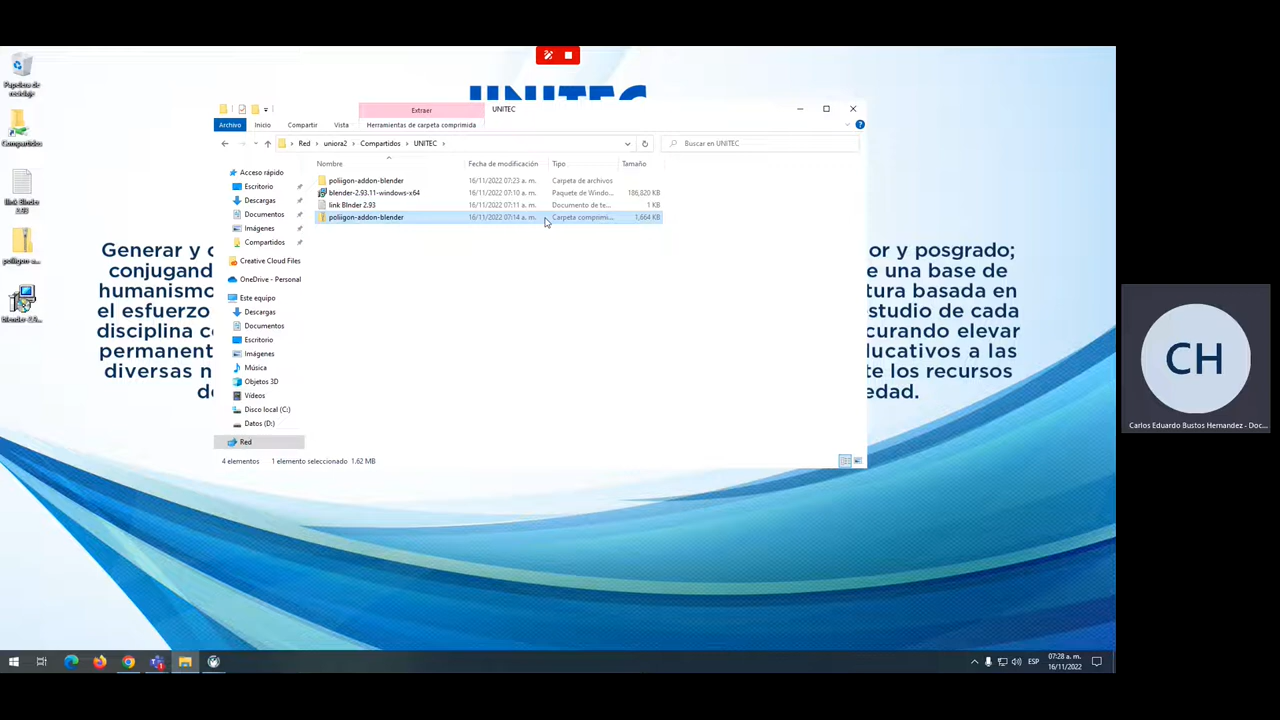 Papelera de
reciclaje
Compartidos
link BInder
2.93
poliigon-a...
blender-2.9...
UNITEC
Extraer
UNITEC
Archivo
Inicio
Compartir
Vista
Herramientas de carpeta comprimida
Red > uniora2 > Compartidos > UNITEC >
Buscar en UNITEC
Nombre
Fecha de modificación
Tipo
Tamaño
poliigon-addon-blender 16/11/2022 07:23 a. m. Carpeta de archivos
blender-2.93.11-windows-x64 16/11/2022 07:10 a. m. Paquete de Windo... 186,820 KB
link BInder 2.93 16/11/2022 07:11 a. m. Documento de te... 1 KB
poliigon-addon-blender 16/11/2022 07:14 a. m. Carpeta comprimi... 1,664 KB
Acceso rápido
Escritorio
Descargas
Documentos
Imágenes
Compartidos
Creative Cloud Files
OneDrive - Personal
Este equipo
Descargas
Documentos
Escritorio
Imágenes
Música
Objetos 3D
Vídeos
Disco local (C:)
Datos (D:)
Red
4 elementos 1 elemento seleccionado 1.62 MB
Generar y
or y posgrado;
conjugand
e una base de
humanismo
tura basada en
el esfuerzo
estudio de cada
disciplina
curando elevar
permanent
ducativos a las
diversas
te los recursos
edad.
CH
Carlos Eduardo Bustos Hernandez - Doc...
ESP
07:28 a. m.
16/11/2022